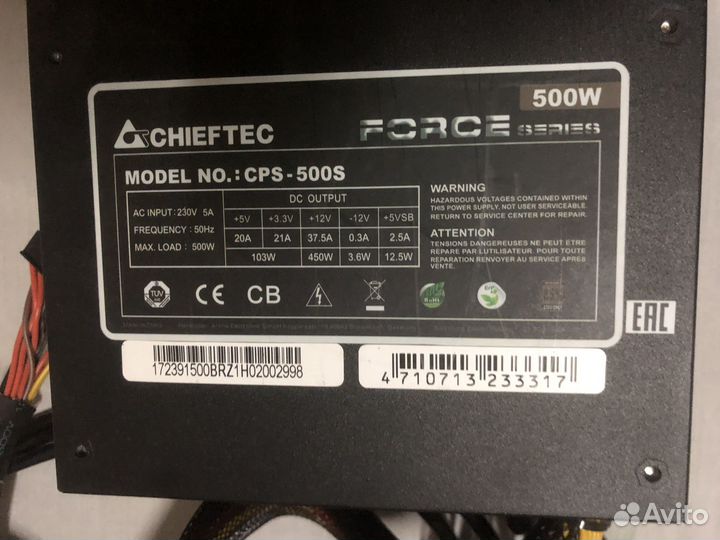 500W
CHIEFTEC
FORCE SERIES
MODEL NO.: CPS-500S
AC INPUT: 230V 5A
FREQUENCY: 50Hz
MAX. LOAD: 500W
DC OUTPUT
+5V +3.3V +12V -12V +5VSB
20A 21A 37.5A 0.3A 2.5A
103W 450W 3.6W 12.5W
WARNING
HAZARDOUS VOLTAGES CONTAINED WITHIN
THIS POWER SUPPLY, NOT USER SERVICEABLE.
RETURN TO SERVICE CENTER FOR REPAIR.
ATTENTION
TENSIONS DANGEREUSES NE PEUT ETRE
REPARE PAR LUTILISATEUR POUR TOUTE
REPARATION RENVOYER AU SERVICE APRES
VENTE.
TUV
CE
CB
RoHS
ErP
EAC
172391500BRZ1H02002998
4 710713 233317
Avito